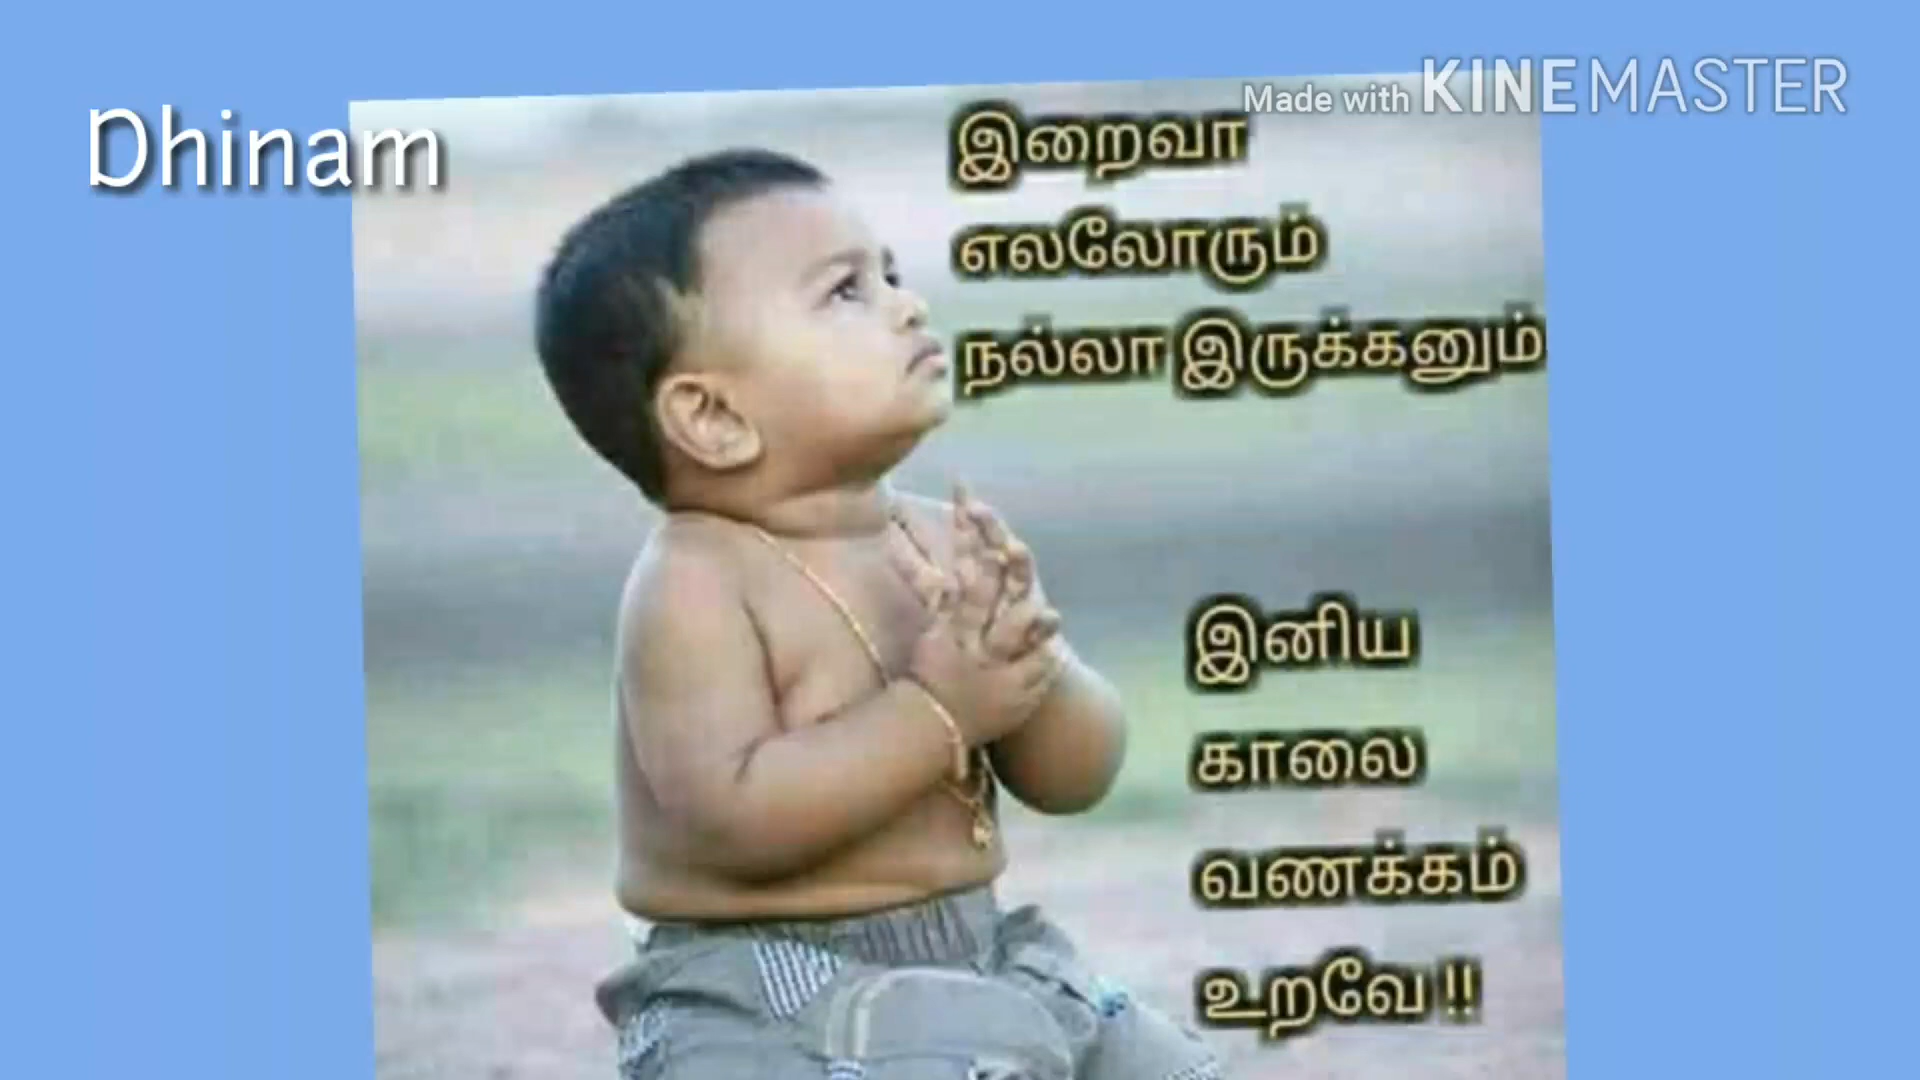 Made with KINEMASTER
Dhinam
இறைவா
எலலோரும்
நல்லா இருக்கனும்
இனிய
காலை
வணக்கம்
உறவே !!